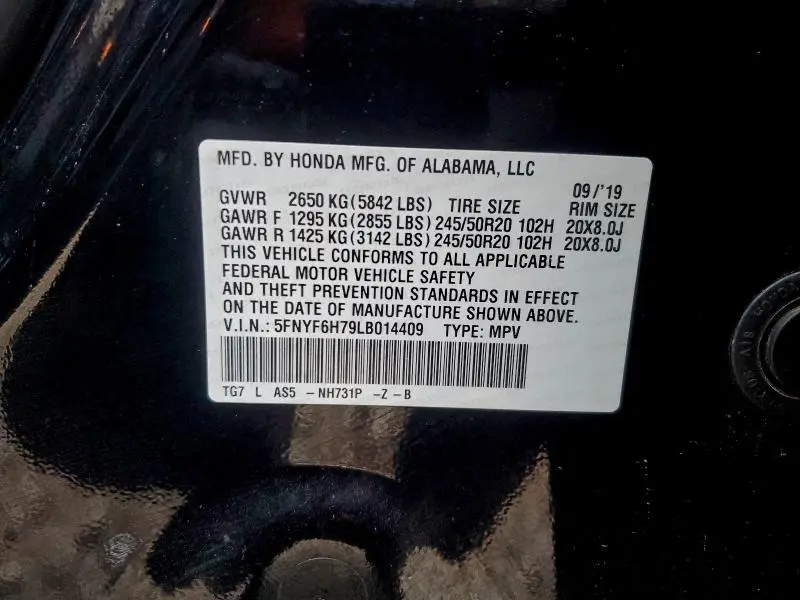 MFD. BY HONDA MFG. OF ALABAMA, LLC
09/'19
GVWR 2650 KG(5842 LBS) TIRE SIZE RIM SIZE
GAWR F 1295 KG(2855 LBS) 245/50R20 102H 20X8.0J
GAWR R 1425 KG(3142 LBS) 245/50R20 102H 20X8.0J
THIS VEHICLE CONFORMS TO ALL APPLICABLE
FEDERAL MOTOR VEHICLE SAFETY
AND THEFT PREVENTION STANDARDS IN EFFECT
ON THE DATE OF MANUFACTURE SHOWN ABOVE.
V.I.N.: 5FNYF6H79LB014409 TYPE: MPV
TG7 L AS5 -NH731P -Z -B